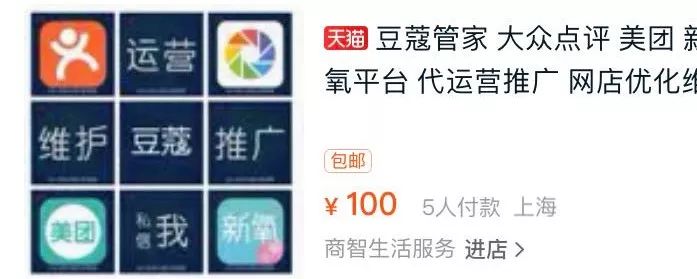 运营
维护
豆蔻
推广
美团
私信
我
新氧
天猫 豆蔻管家 大众点评 美团 新
氧平台 代运营推广 网店优化维
包邮
¥ 100 5人付款 上海
商智生活服务 进店 >